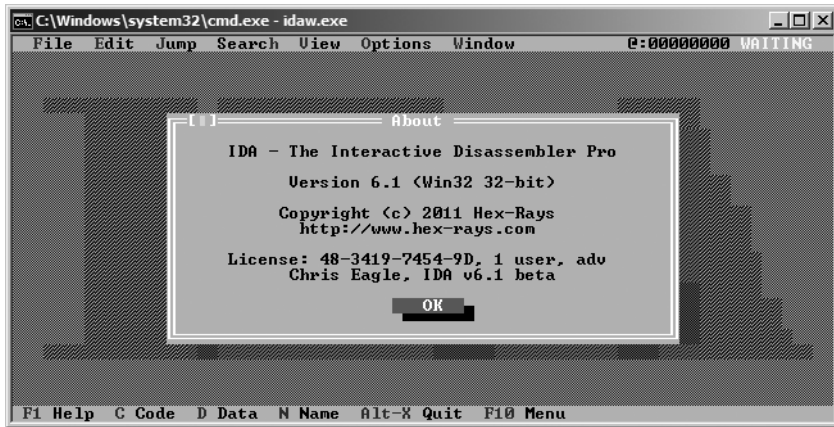 C:\Windows\system32\cmd.exe - idaw.exe
File Edit Jump Search View Options Window @:00000000 WAITING
About
IDA - The Interactive Disassembler Pro
Version 6.1 (Win32 32-bit)
Copyright (c) 2011 Hex-Rays
http://www.hex-rays.com
License: 48-3419-7454-9D, 1 user, adv
Chris Eagle, IDA v6.1 beta
OK
F1 Help C Code D Data N Name Alt-X Quit F10 Menu